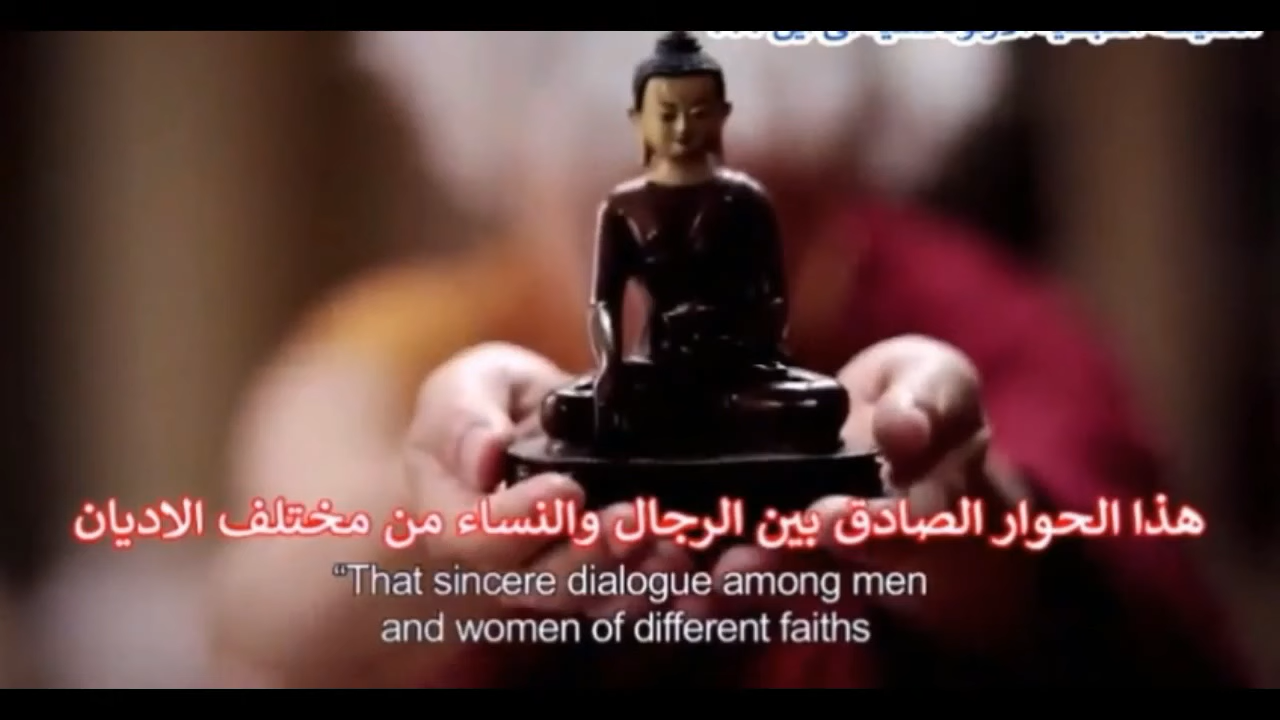 هذا الحوار الصادق بين الرجال والنساء من مختلف الاديان
“That sincere dialogue among men
and women of different faiths